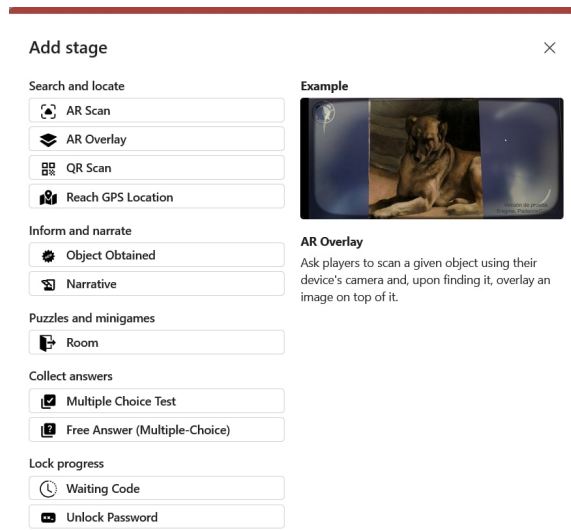 Add stage
Search and locate
AR Scan
AR Overlay
QR Scan
Reach GPS Location
Inform and narrate
Object Obtained
Narrative
Puzzles and minigames
Room
Collect answers
Multiple Choice Test
Free Answer (Multiple-Choice)
Lock progress
Waiting Code
Unlock Password
Example
Versión de prueba
AR Overlay
Ask players to scan a given object using their
device's camera and, upon finding it, overlay an
image on top of it.